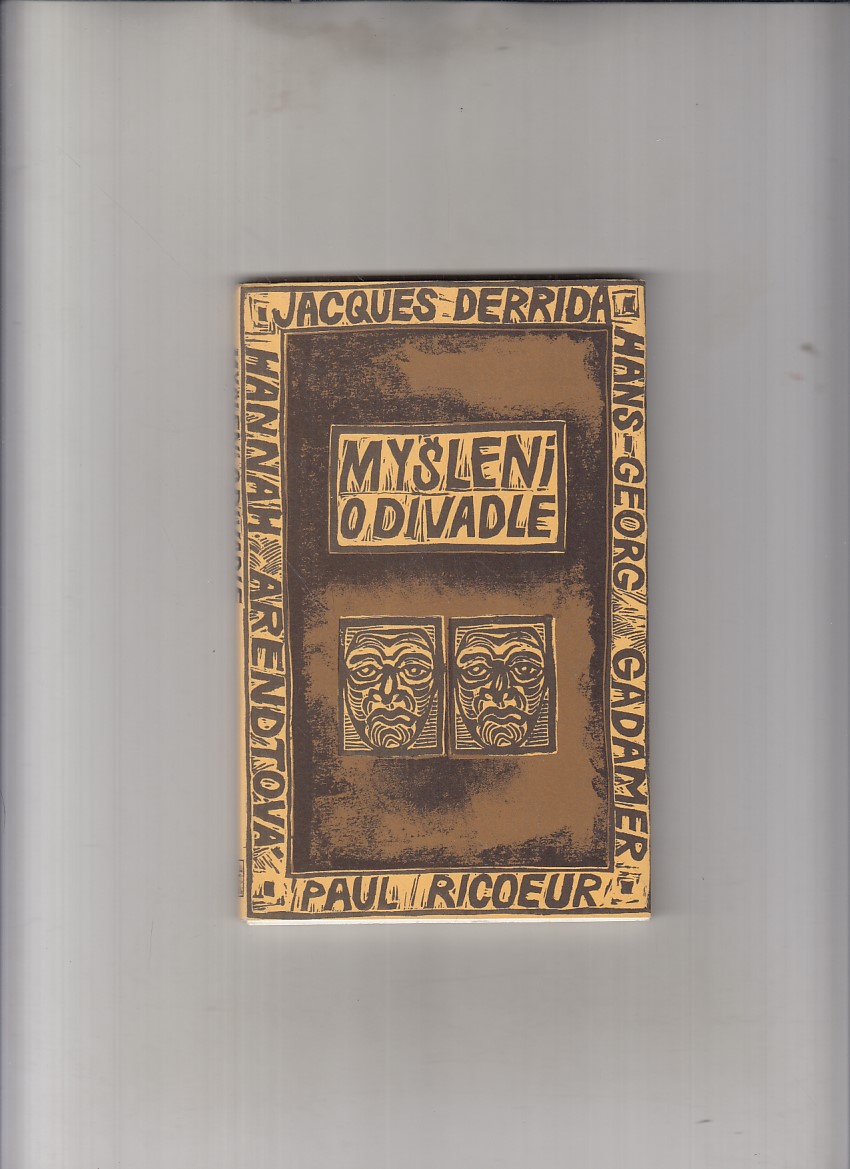 JACQUES DERRIDA
HANS-GEORG GADAMER
HANNAH ARENDTOVÁ
MYŠLENí
O DIVADLE
PAUL RICOEUR